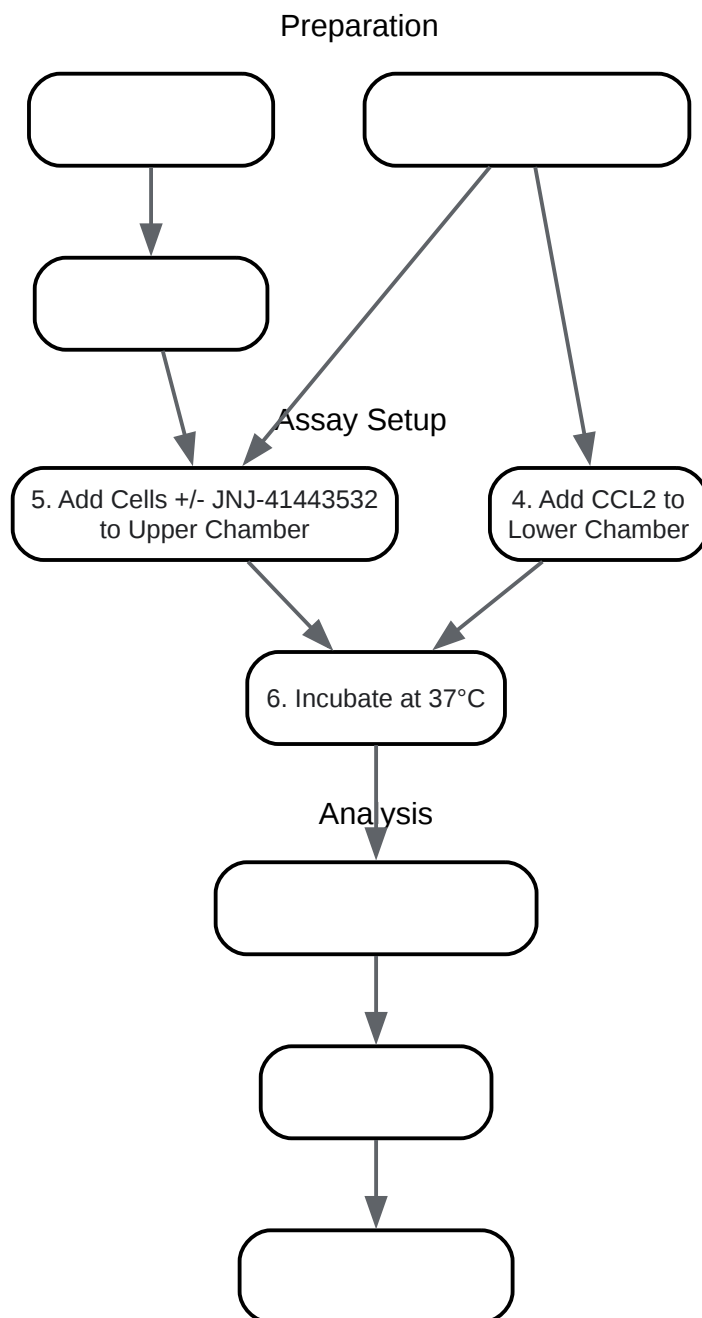 Preparation
Assay Setup
5. Add Cells +/- JNJ-41443532
to Upper Chamber
4. Add CCL2 to
Lower Chamber
6. Incubate at 37°C
Analysis